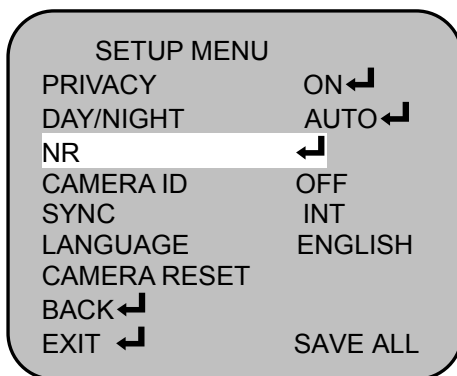 SETUP MENU
PRIVACY ON↵
DAY/NIGHT AUTO↵
NR ↵
CAMERA ID OFF
SYNC INT
LANGUAGE ENGLISH
CAMERA RESET
BACK↵
EXIT ↵ SAVE ALL